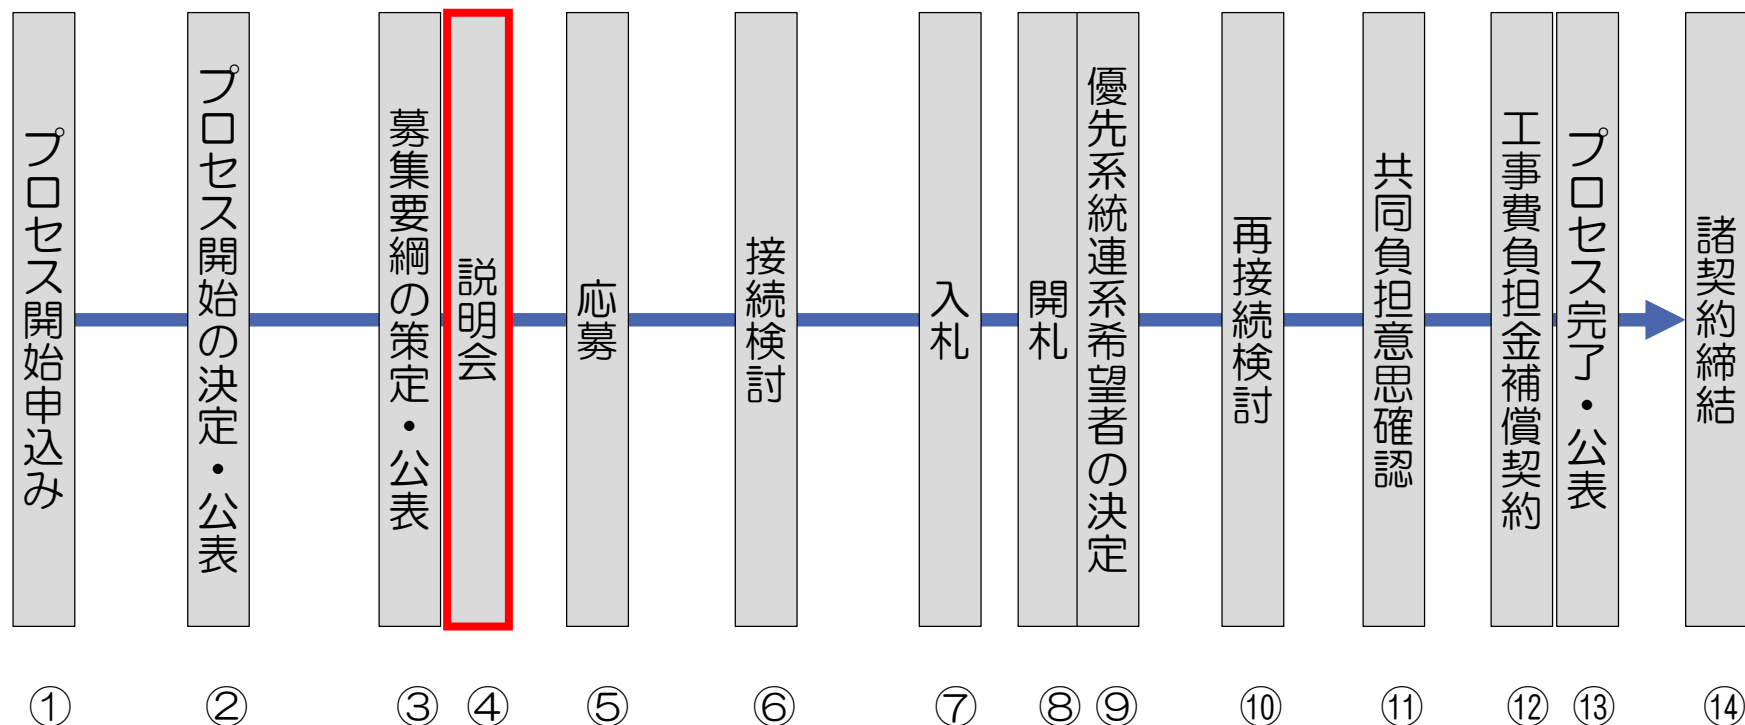 プロセス開始申込み
プロセス開始の決定・公表
募集要綱の策定・公表
説明会
応募
接続検討
入札
開札
優先系統連系希望者の決定
再接続検討
共同負担意思確認
工事費負担金補償契約
プロセス完了・公表
諸契約締結
① ② ③ ④ ⑤ ⑥ ⑦ ⑧ ⑨ ⑩ ⑪ ⑫ ⑬ ⑭